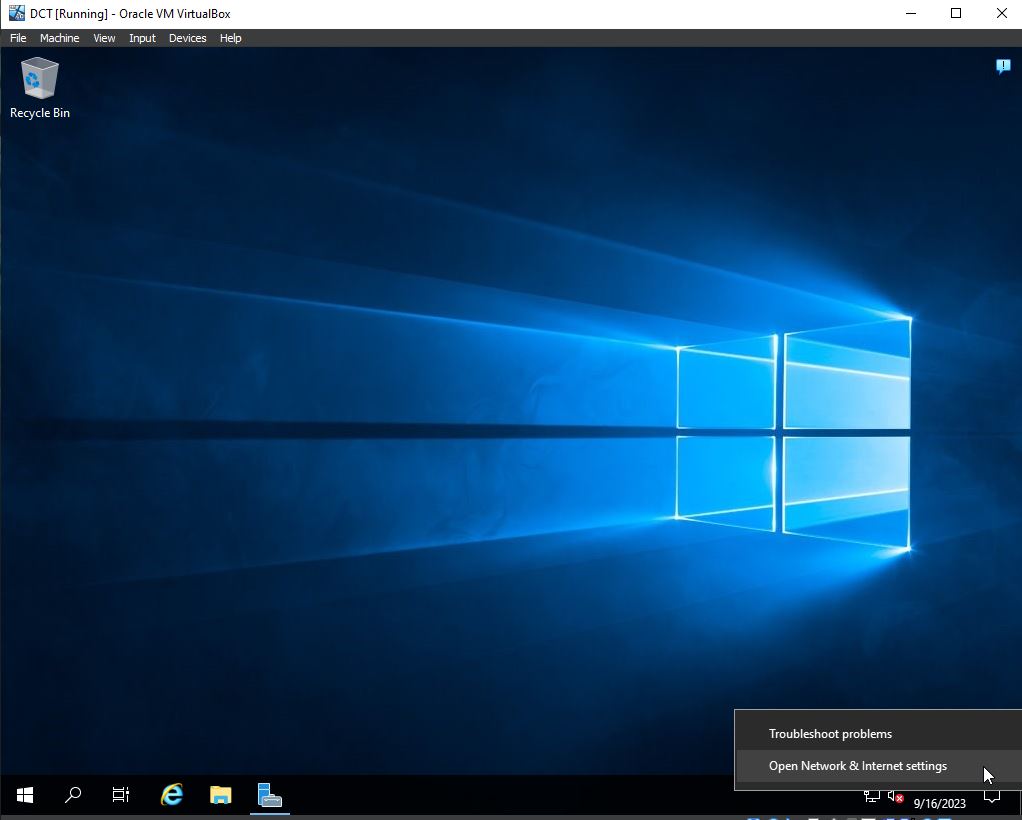 DCT [Running] - Oracle VM VirtualBox
File Machine View Input Devices Help
Recycle Bin
Troubleshoot problems
Open Network & Internet settings
9/16/2023